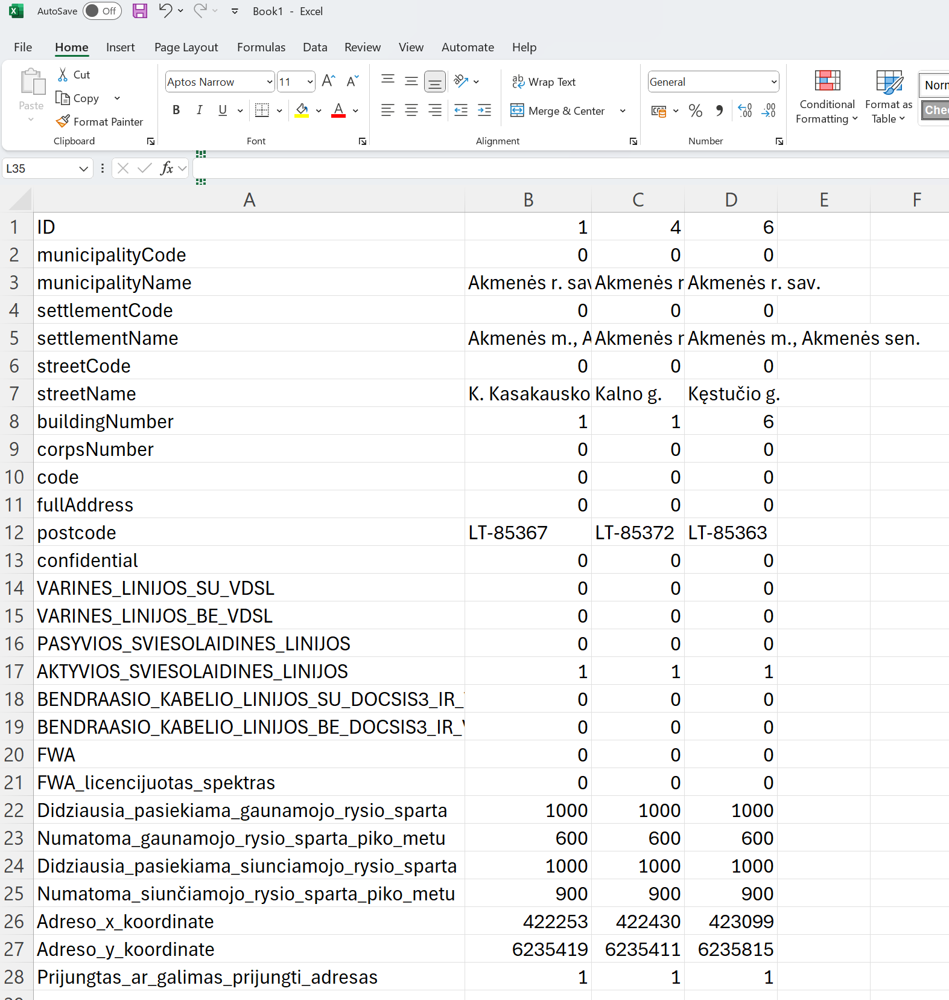 AutoSave Off Book1 - Excel
File Home Insert Page Layout Formulas Data Review View Automate Help
Paste Cut Copy Format Painter Clipboard
Aptos Narrow 11 B I U A Font
Wrap Text Merge & Center Alignment
General % Number
Conditional Formatting Format as Table
L35 fx
A B C D E F
1 ID 1 4 6
2 municipalityCode 0 0 0
3 municipalityName Akmenės r. sav Akmenės r Akmenės r. sav.
4 settlementCode 0 0 0
5 settlementName Akmenės m., A Akmenės Akmenės m., Akmenės sen.
6 streetCode 0 0 0
7 streetName K. Kasakausko Kalno g. Kęstučio g.
8 buildingNumber 1 1 6
9 corpsNumber 0 0 0
10 code 0 0 0
11 fullAddress 0 0 0
12 postcode LT-85367 LT-85372 LT-85363
13 confidential 0 0 0
14 VARINES_LINIJOS_SU_VDSL 0 0 0
15 VARINES_LINIJOS_BE_VDSL 0 0 0
16 PASYVIOS_SVIESOLAIDINES_LINIJOS 0 0 0
17 AKTYVIOS_SVIESOLAIDINES_LINIJOS 1 1 1
18 BENDRAASIO_KABELIO_LINIJOS_SU_DOCSIS3_IR_ 0 0 0
19 BENDRAASIO_KABELIO_LINIJOS_BE_DOCSIS3_IR_ 0 0 0
20 FWA 0 0 0
21 FWA_licencijuotas_spektras 0 0 0
22 Didziausia_pasiekiama_gaunamojo_rysio_sparta 1000 1000 1000
23 Numatoma_gaunamojo_rysio_sparta_piko_metu 600 600 600
24 Didziausia_pasiekiama_siunciamojo_rysio_sparta 1000 1000 1000
25 Numatoma_siunčiamojo_rysio_sparta_piko_metu 900 900 900
26 Adreso_x_koordinate 422253 422430 423099
27 Adreso_y_koordinate 6235419 6235411 6235815
28 Prijungtas_ar_galimas_prijungti_adresas 1 1 1